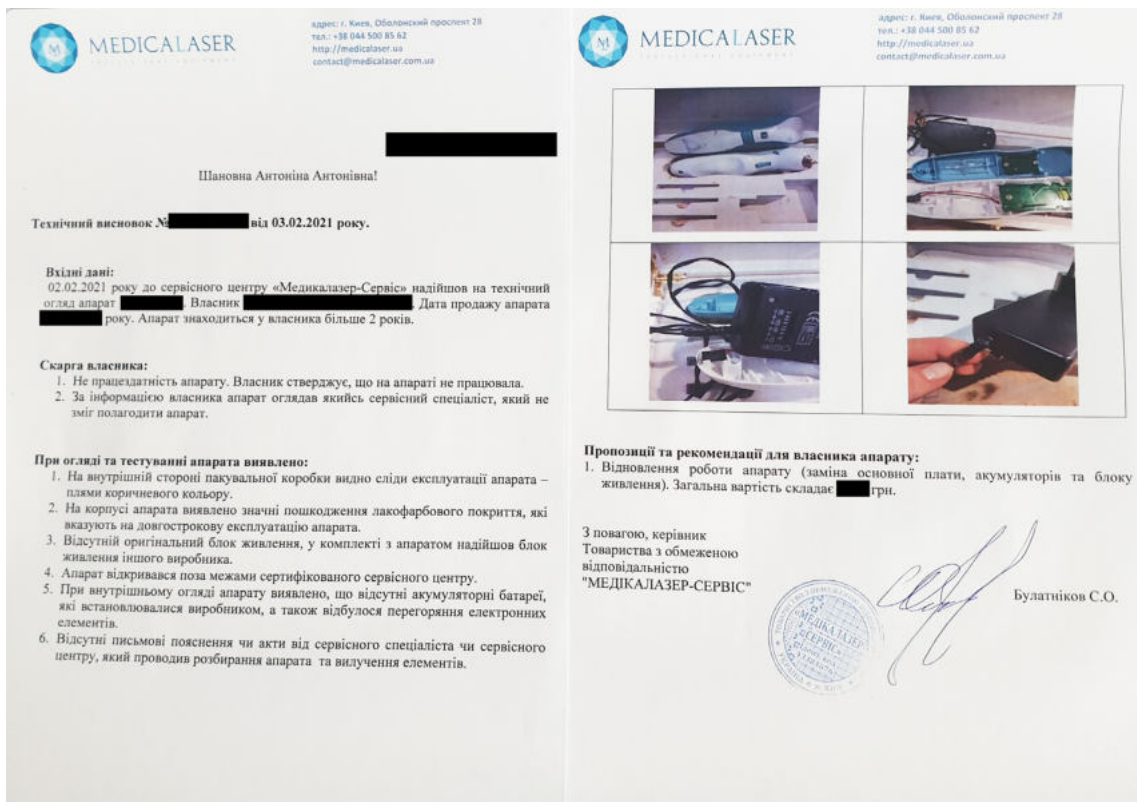 MEDICALASER
адрес: г. Киев, Оболонский проспект 28
тел.: +38 044 500 85 62
http://medicalaser.ua
contact@medicalaser.com.ua
Шановна Антоніна Антонівна!
Технічний висновок № від 03.02.2021 року.
Вхідні дані:
02.02.2021 року до сервісного центру «Медикалазер-Сервіс» надійшов на технічний
огляд апарат . Власник . Дата продажу апарата
року. Апарат знаходиться у власника більше 2 років.
Скарга власника:
1. Не працездатність апарату. Власник стверджує, що на апараті не працювала.
2. За інформацією власника апарат оглядав якийсь сервісний спеціаліст, який не
зміг полагодити апарат.
При огляді та тестуванні апарата виявлено:
1. На внутрішній стороні пакувальної коробки видно сліди експлуатації апарата –
плями коричневого кольору.
2. На корпусі апарата виявлено значні пошкодження лакофарбового покриття, які
вказують на довгострокову експлуатацію апарата.
3. Відсутній оригінальний блок живлення, у комплекті з апаратом надійшов блок
живлення іншого виробника.
4. Апарат відкривався поза межами сертифікованого сервісного центру.
5. При внутрішньому огляді апарату виявлено, що відсутні акумуляторні батареї,
які встановлювалися виробником, а також відбулося перегоряння електронних
елементів.
6. Відсутні письмові пояснення чи акти від сервісного спеціаліста чи сервісного
центру, який проводив розбирання апарата та вилучення елементів.
MEDICALASER
адрес: г. Киев, Оболонский проспект 28
тел.: +38 044 500 85 62
http://medicalaser.ua
contact@medicalaser.com.ua
Пропозиції та рекомендації для власника апарату:
1. Відновлення роботи апарату (заміна основної плати, акумуляторів та блоку
живлення). Загальна вартість складає грн.
З повагою, керівник
Товариства з обмеженою
відповідальністю
"МЕДІКАЛАЗЕР-СЕРВІС"
Булатніков С.О.
«МЕДІКАЛАЗЕР
СЕРВІС»